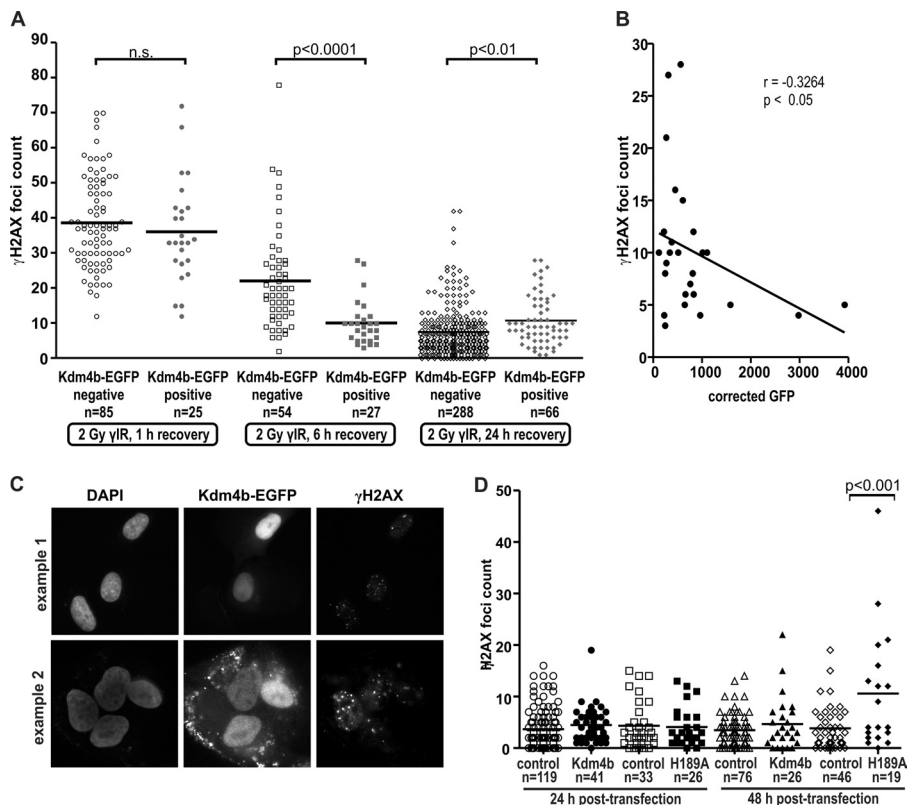 A
γH2AX foci count
90
80
70
60
50
40
30
20
10
0
n.s.
p<0.0001
p<0.01
Kdm4b-EGFP negative n=85
Kdm4b-EGFP positive n=25
Kdm4b-EGFP negative n=54
Kdm4b-EGFP positive n=27
Kdm4b-EGFP negative n=288
Kdm4b-EGFP positive n=66
2 Gy γIR, 1 h recovery
2 Gy γIR, 6 h recovery
2 Gy γIR, 24 h recovery
B
γH2AX foci count
30
25
20
15
10
5
0
r = -0.3264
p < 0.05
0 1000 2000 3000 4000
corrected GFP
C
DAPI Kdm4b-EGFP γH2AX
example 1
example 2
D
H2AX foci count
50
40
30
20
10
0
p<0.001
control Kdm4b control H189A control Kdm4b control H189A
n=119 n=41 n=33 n=26 n=76 n=26 n=46 n=19
24 h post-transfection 48 h post-transfection